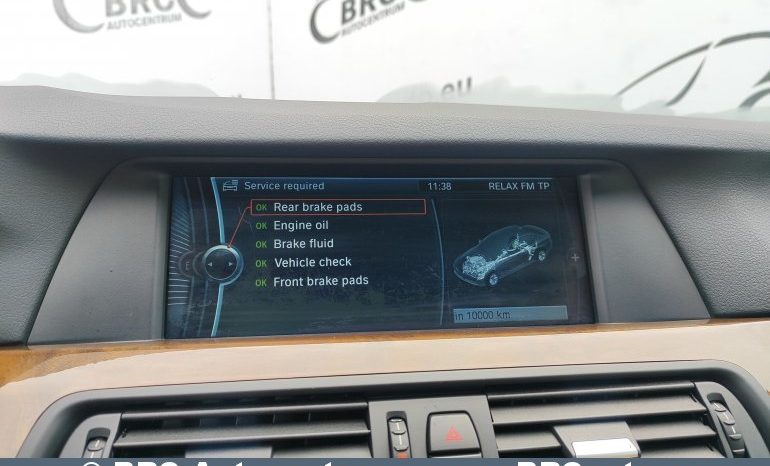 BRC
AUTOCENTRUM
BRC
AUTOCENTRUM
.eu
Service required 11:38 RELAX FM TP
OK Rear brake pads
OK Engine oil
OK Brake fluid
OK Vehicle check
OK Front brake pads
in 10000 km